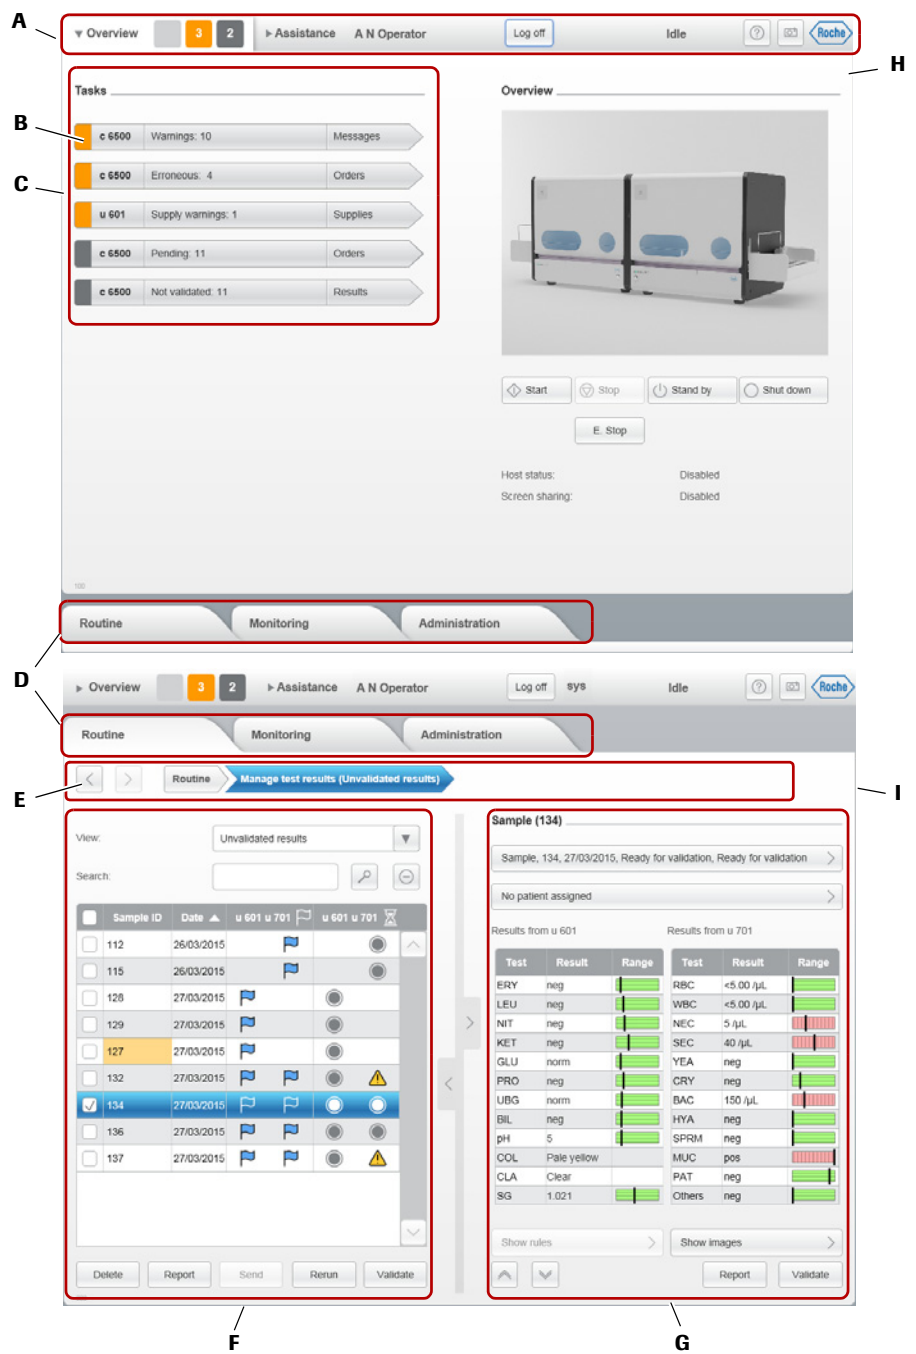 A
▼ Overview 3 2 ▶ Assistance A N Operator Log off Idle ? Roche
H
Tasks
Overview
B
c 6500 Warnings: 10 Messages
C
c 6500 Erroneous: 4 Orders
u 601 Supply warnings: 1 Supplies
c 6500 Pending: 11 Orders
c 6500 Not validated: 11 Results
Start Stop Stand by Shut down
E. Stop
Host status: Disabled
Screen sharing: Disabled
100
Routine Monitoring Administration
D
▶ Overview 3 2 ▶ Assistance A N Operator Log off sys Idle ? Roche
Routine Monitoring Administration
E
< > Routine Manage test results (Unvalidated results)
I
View: Unvalidated results
Search:
Sample ID Date u 601 u 701 u 601 u 701
112 26/03/2015
115 26/03/2015
128 27/03/2015
129 27/03/2015
127 27/03/2015
132 27/03/2015
134 27/03/2015
136 27/03/2015
137 27/03/2015
Delete Report Send Rerun Validate
Sample (134)
Sample, 134, 27/03/2015, Ready for validation, Ready for validation
No patient assigned
Results from u 601 Results from u 701
Test Result Range Test Result Range
ERY neg RBC <5.00 /µL
LEU neg WBC <5.00 /µL
NIT neg NEC 5 /µL
KET neg SEC 40 /µL
GLU norm YEA neg
PRO neg CRY neg
UBG norm BAC 150 /µL
BIL neg HYA neg
pH 5 SPRM neg
COL Pale yellow MUC pos
CLA Clear PAT neg
SG 1.021 Others neg
Show rules Show images
Report Validate
F
G